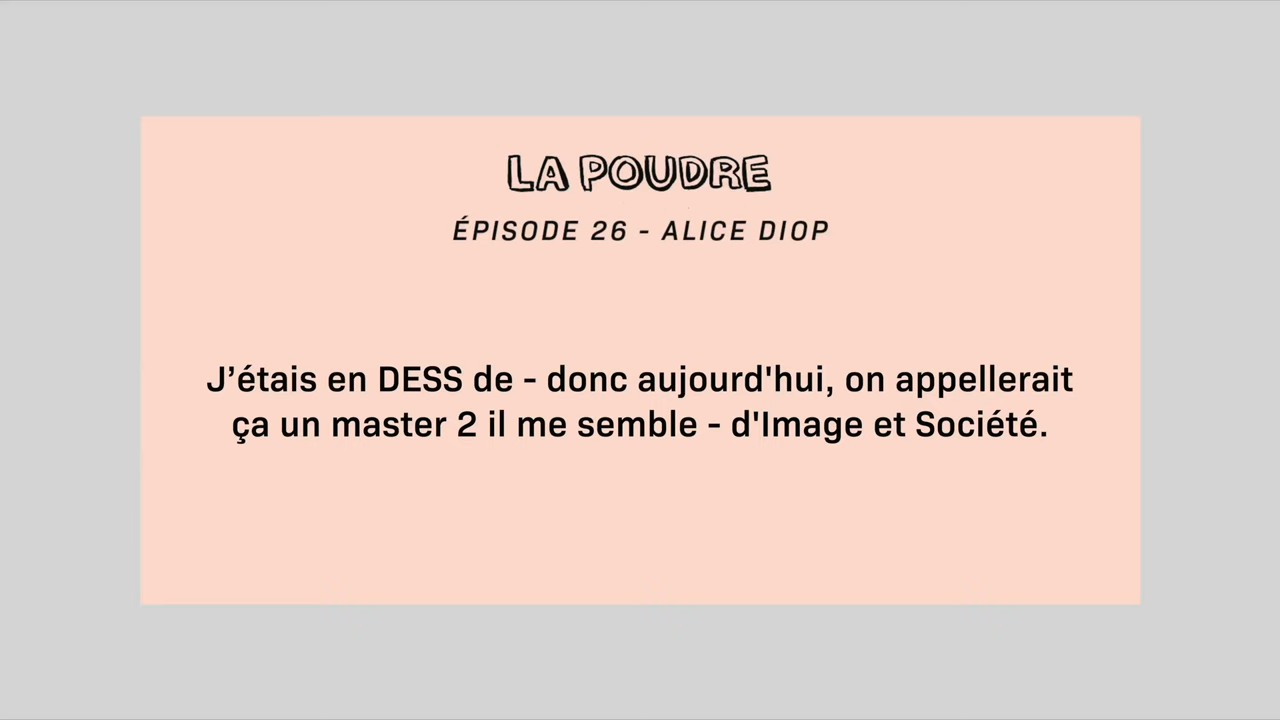 LA POUDRE
ÉPISODE 26 - ALICE DIOP
J’étais en DESS de - donc aujourd'hui, on appellerait
ça un master 2 il me semble - d'Image et Société.